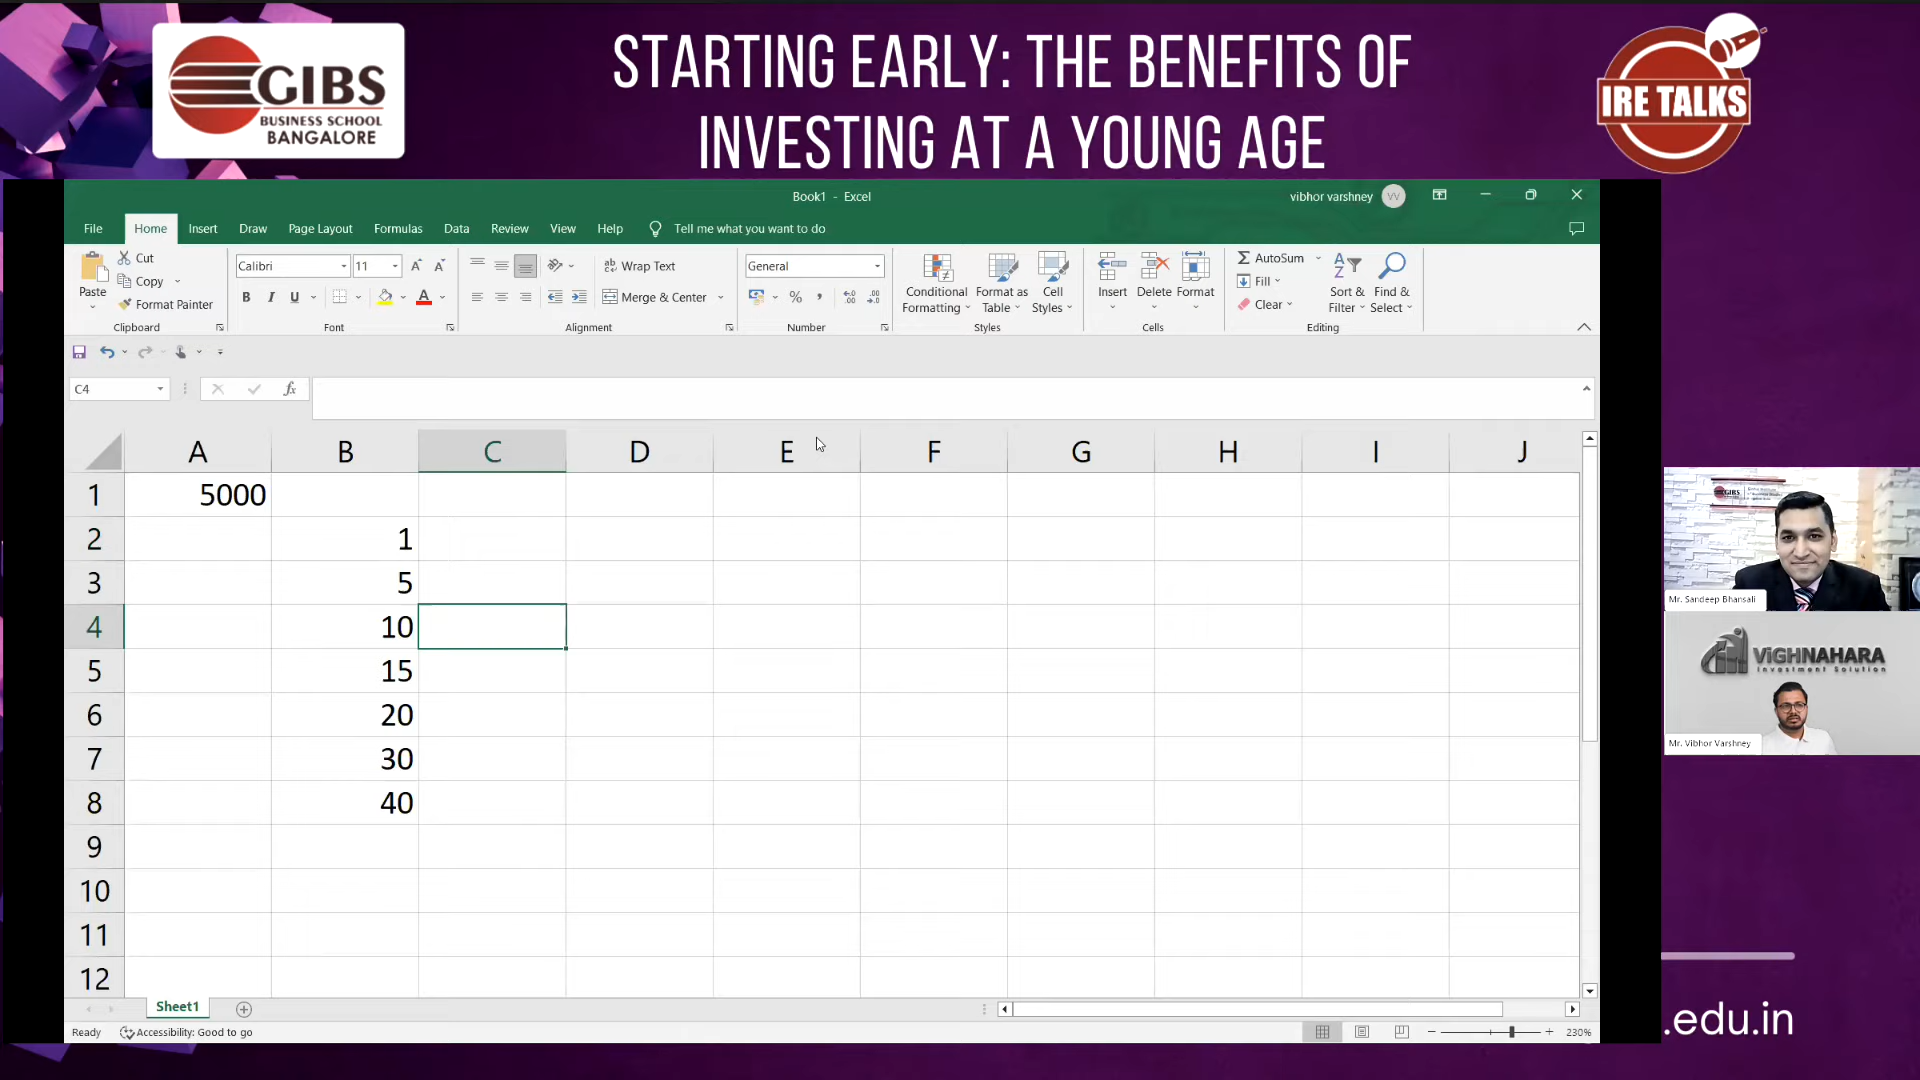 GIBS
BUSINESS SCHOOL
BANGALORE
STARTING EARLY: THE BENEFITS OF
INVESTING AT A YOUNG AGE
IRE TALKS
Book1 - Excel
vibhor varshney
VV
File
Home
Insert
Draw
Page Layout
Formulas
Data
Review
View
Help
Tell me what you want to do
Paste
Cut
Copy
Format Painter
Clipboard
Calibri
11
B
I
U
Font
Wrap Text
Merge & Center
Alignment
General
Number
Conditional
Formatting
Format as
Table
Cell
Styles
Styles
Insert
Delete
Format
Cells
AutoSum
Fill
Clear
Sort &
Filter
Find &
Select
Editing
C4
fx
A B C D E F G H I J
1 5000
2 1
3 5
4 10
5 15
6 20
7 30
8 40
9
10
11
12
Sheet1
Ready
Accessibility: Good to go
230%
GIBS
Mr. Sandeep Bhansali
ViGHNAHARA
Investment Solution
Mr. Vibhor Varshney
.edu.in